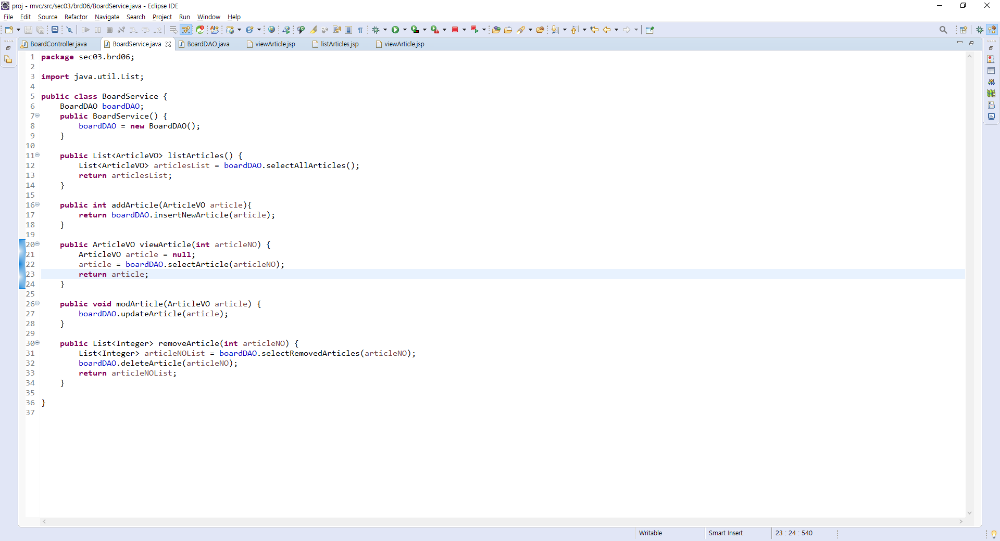 proj - mvc/src/sec03/brd06/BoardService.java - Eclipse IDE
File Edit Source Refactor Navigate Search Project Run Window Help
BoardController.java BoardService.java BoardDAO.java viewArticle.jsp listArticles.jsp viewArticle.jsp
1 package sec03.brd06;
2
3 import java.util.List;
4
5 public class BoardService {
6 BoardDAO boardDAO;
7 public BoardService() {
8 boardDAO = new BoardDAO();
9 }
10
11 public List<ArticleVO> listArticles() {
12 List<ArticleVO> articlesList = boardDAO.selectAllArticles();
13 return articlesList;
14 }
15
16 public int addArticle(ArticleVO article){
17 return boardDAO.insertNewArticle(article);
18 }
19
20 public ArticleVO viewArticle(int articleNO) {
21 ArticleVO article = null;
22 article = boardDAO.selectArticle(articleNO);
23 return article;
24 }
25
26 public void modArticle(ArticleVO article) {
27 boardDAO.updateArticle(article);
28 }
29
30 public List<Integer> removeArticle(int articleNO) {
31 List<Integer> articleNOList = boardDAO.selectRemovedArticles(articleNO);
32 boardDAO.deleteArticle(articleNO);
33 return articleNOList;
34 }
35
36 }
37
Writable Smart Insert 23 : 24 : 540